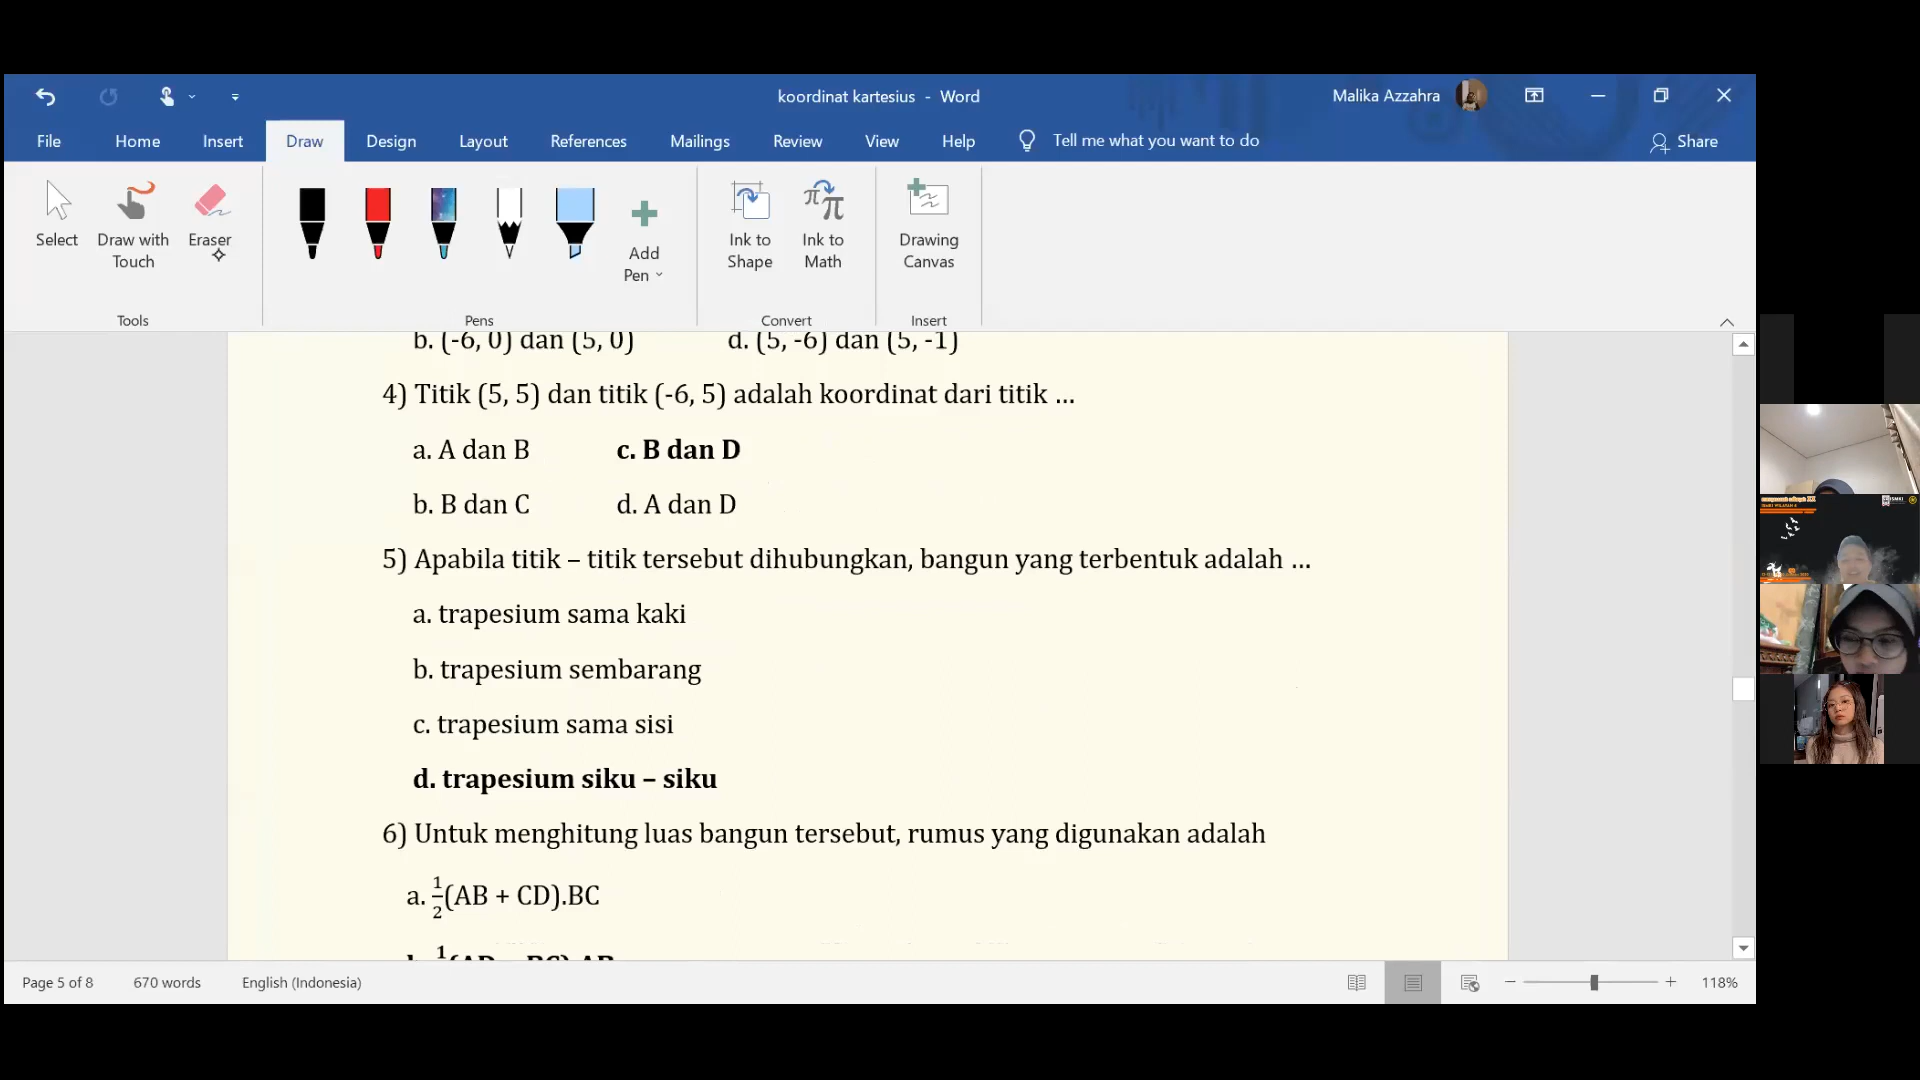 koordinat kartesius - Word
Malika Azzahra
File Home Insert Draw Design Layout References Mailings Review View Help Tell me what you want to do Share
Select
Draw with Touch
Eraser
Add Pen
Ink to Shape
Ink to Math
Drawing Canvas
Tools
Pens
Convert
Insert
b. (-6, 0) dan (5, 0) d. (5, -6) dan (5, -1)
4) Titik (5, 5) dan titik (-6, 5) adalah koordinat dari titik ...
a. A dan B c. B dan D
b. B dan C d. A dan D
5) Apabila titik – titik tersebut dihubungkan, bangun yang terbentuk adalah ...
a. trapesium sama kaki
b. trapesium sembarang
c. trapesium sama sisi
d. trapesium siku – siku
6) Untuk menghitung luas bangun tersebut, rumus yang digunakan adalah
a. 1/2(AB + CD).BC
Page 5 of 8 670 words English (Indonesia) 118%